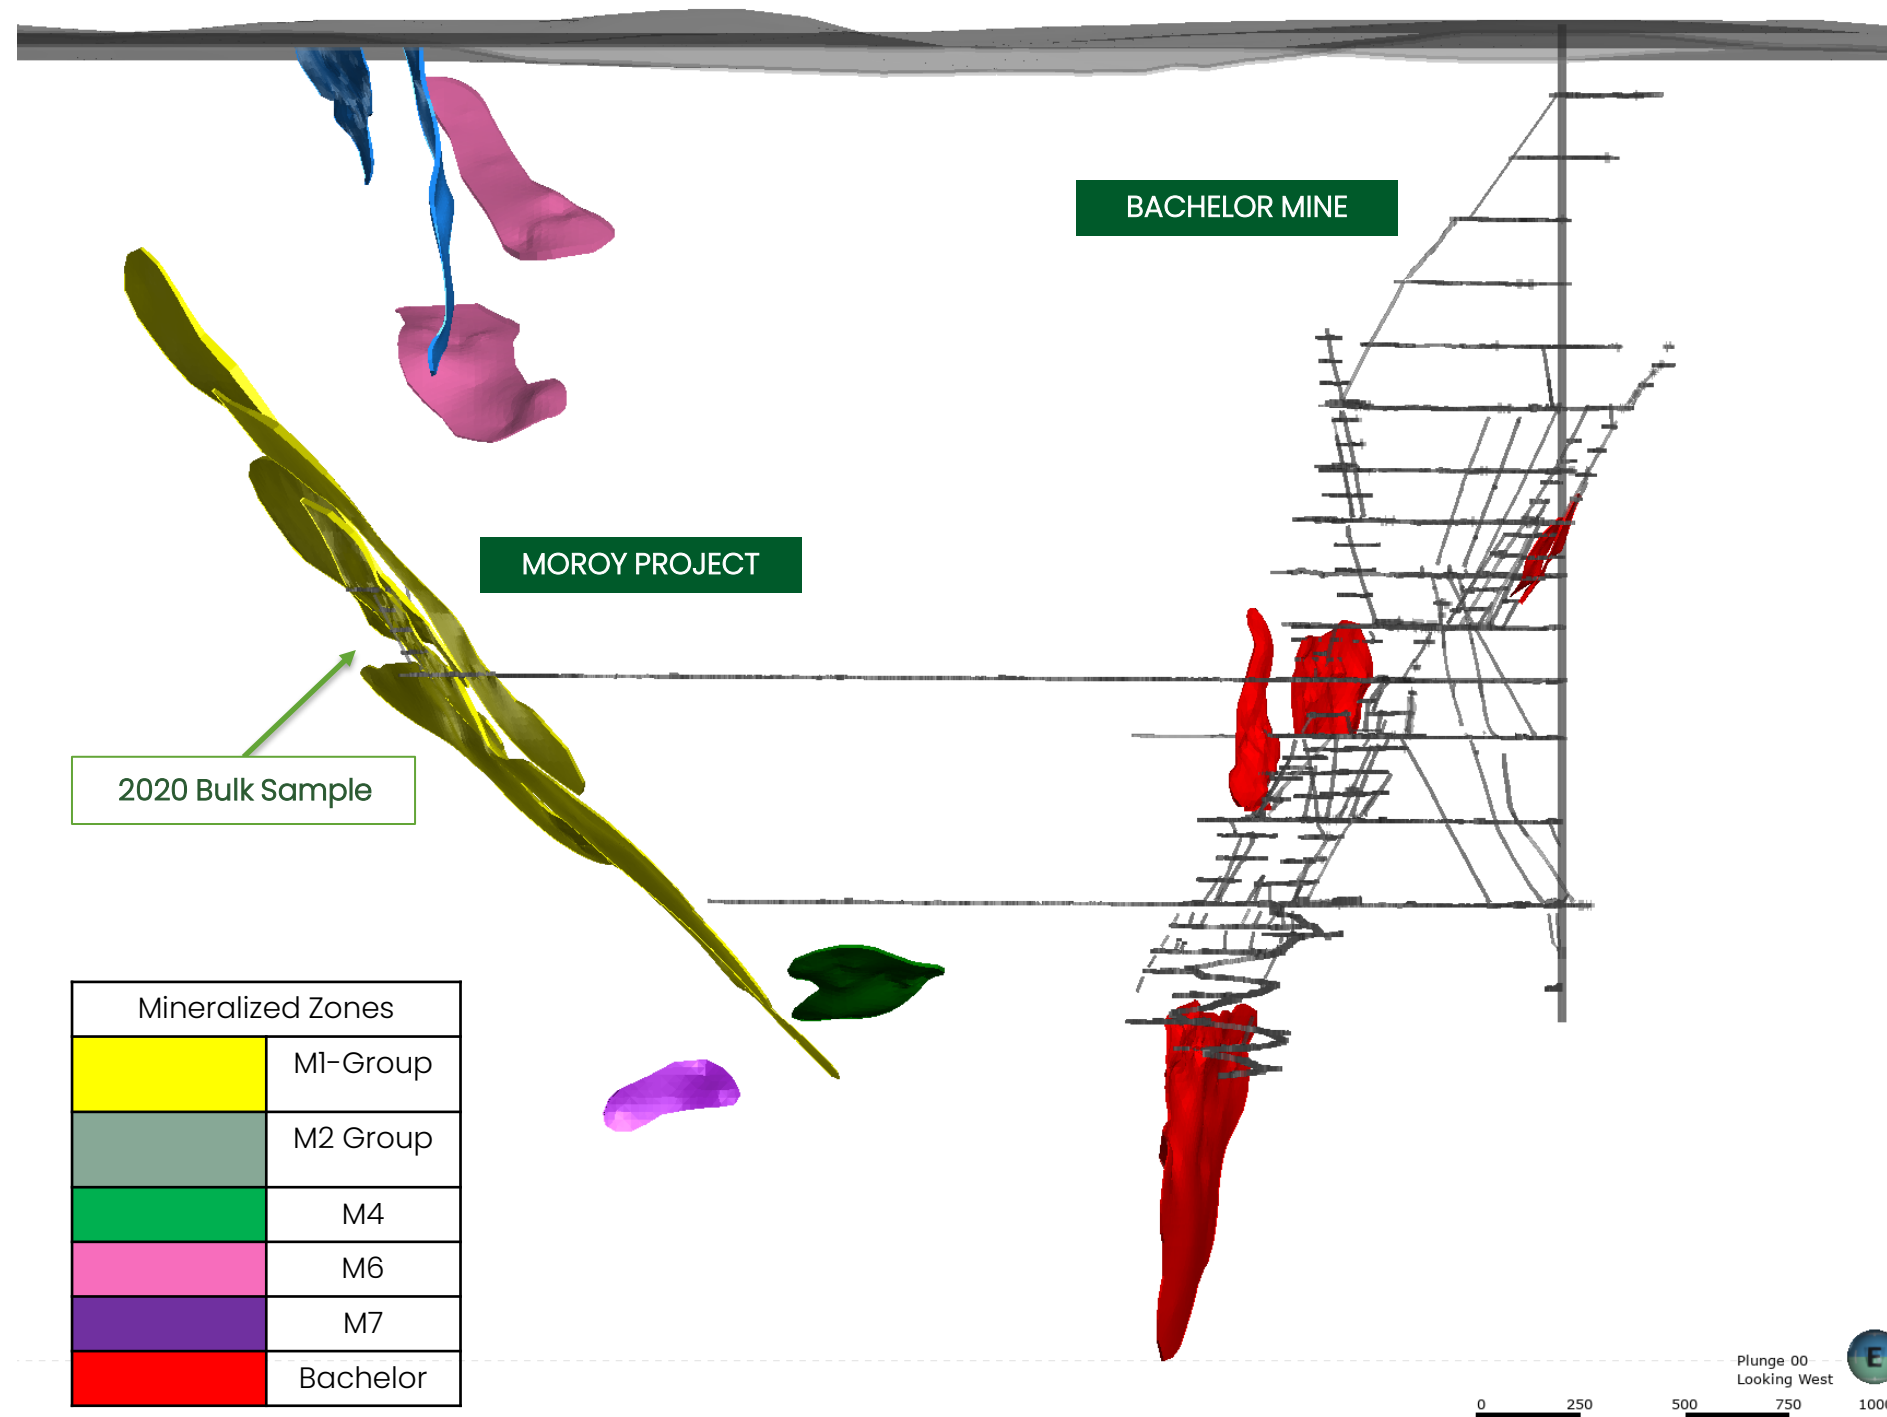 BACHELOR MINE
MOROY PROJECT
2020 Bulk Sample
Mineralized Zones
M1-Group
M2 Group
M4
M6
M7
Bachelor
Plunge 00
Looking West
E
0 250 500 750